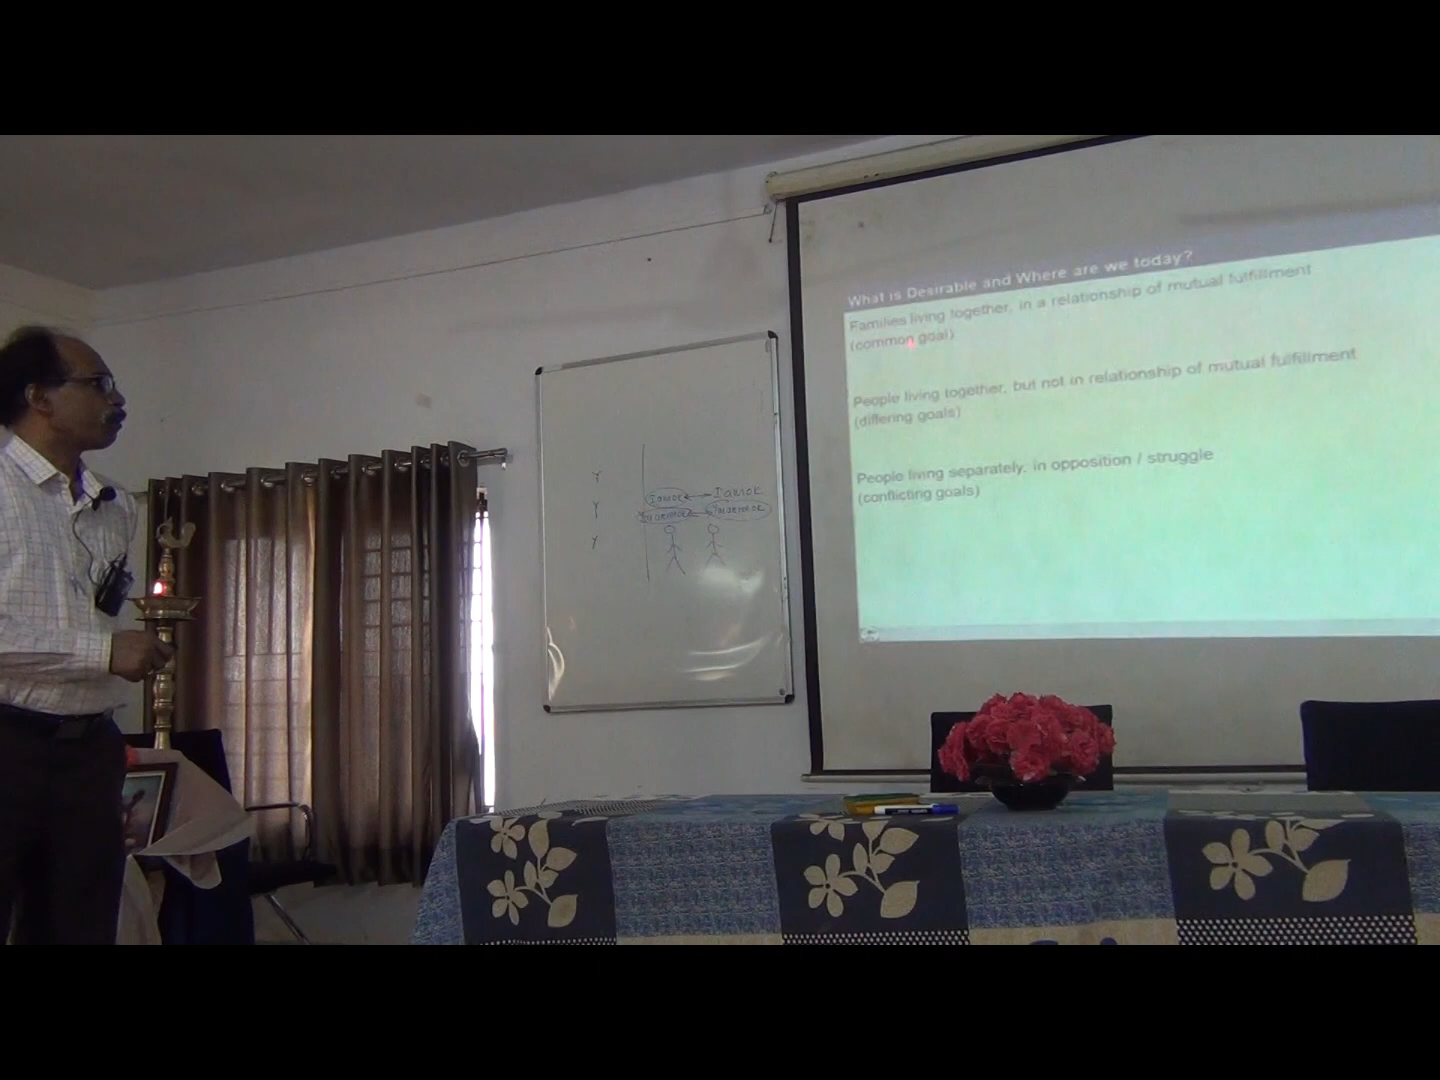 What is Desirable and Where are we today?
Families living together, in a relationship of mutual fulfillment
(common goal)
People living together, but not in relationship of mutual fulfillment
(differing goals)
People living separately, in opposition / struggle
(conflicting goals)
Y
Y
Y